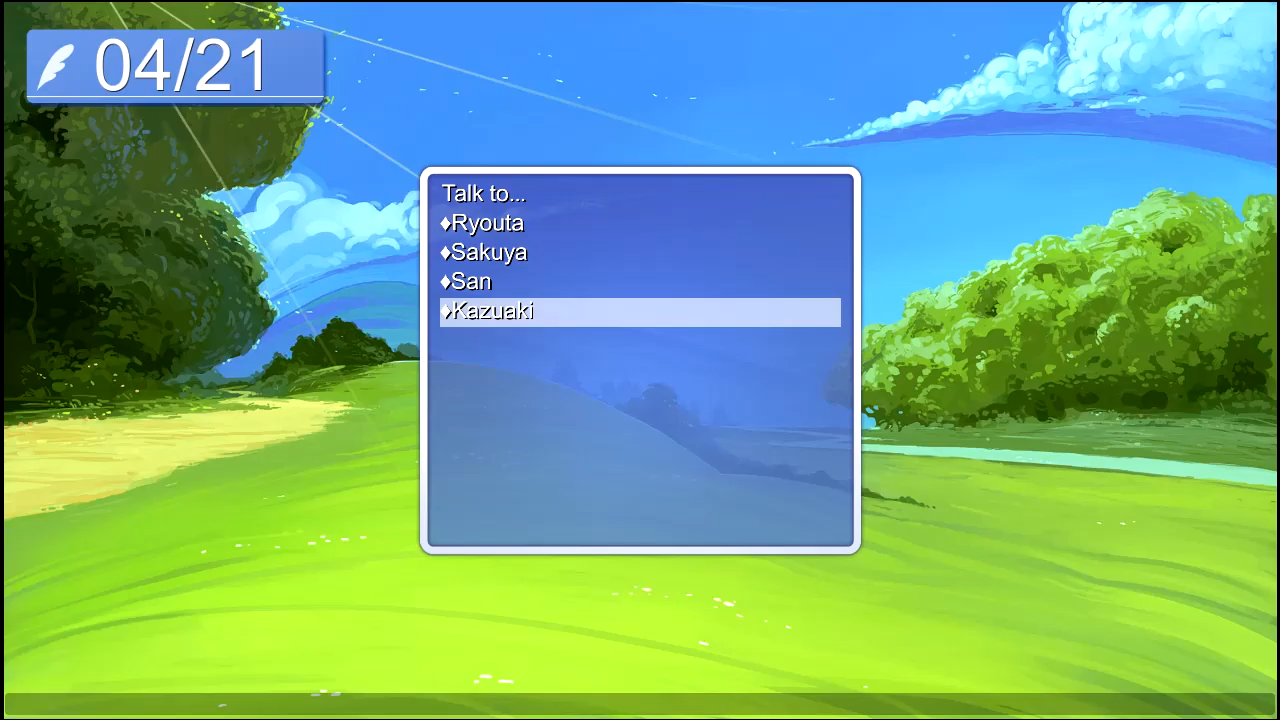 04/21
Talk to...
♦Ryouta
♦Sakuya
♦San
♦Kazuaki